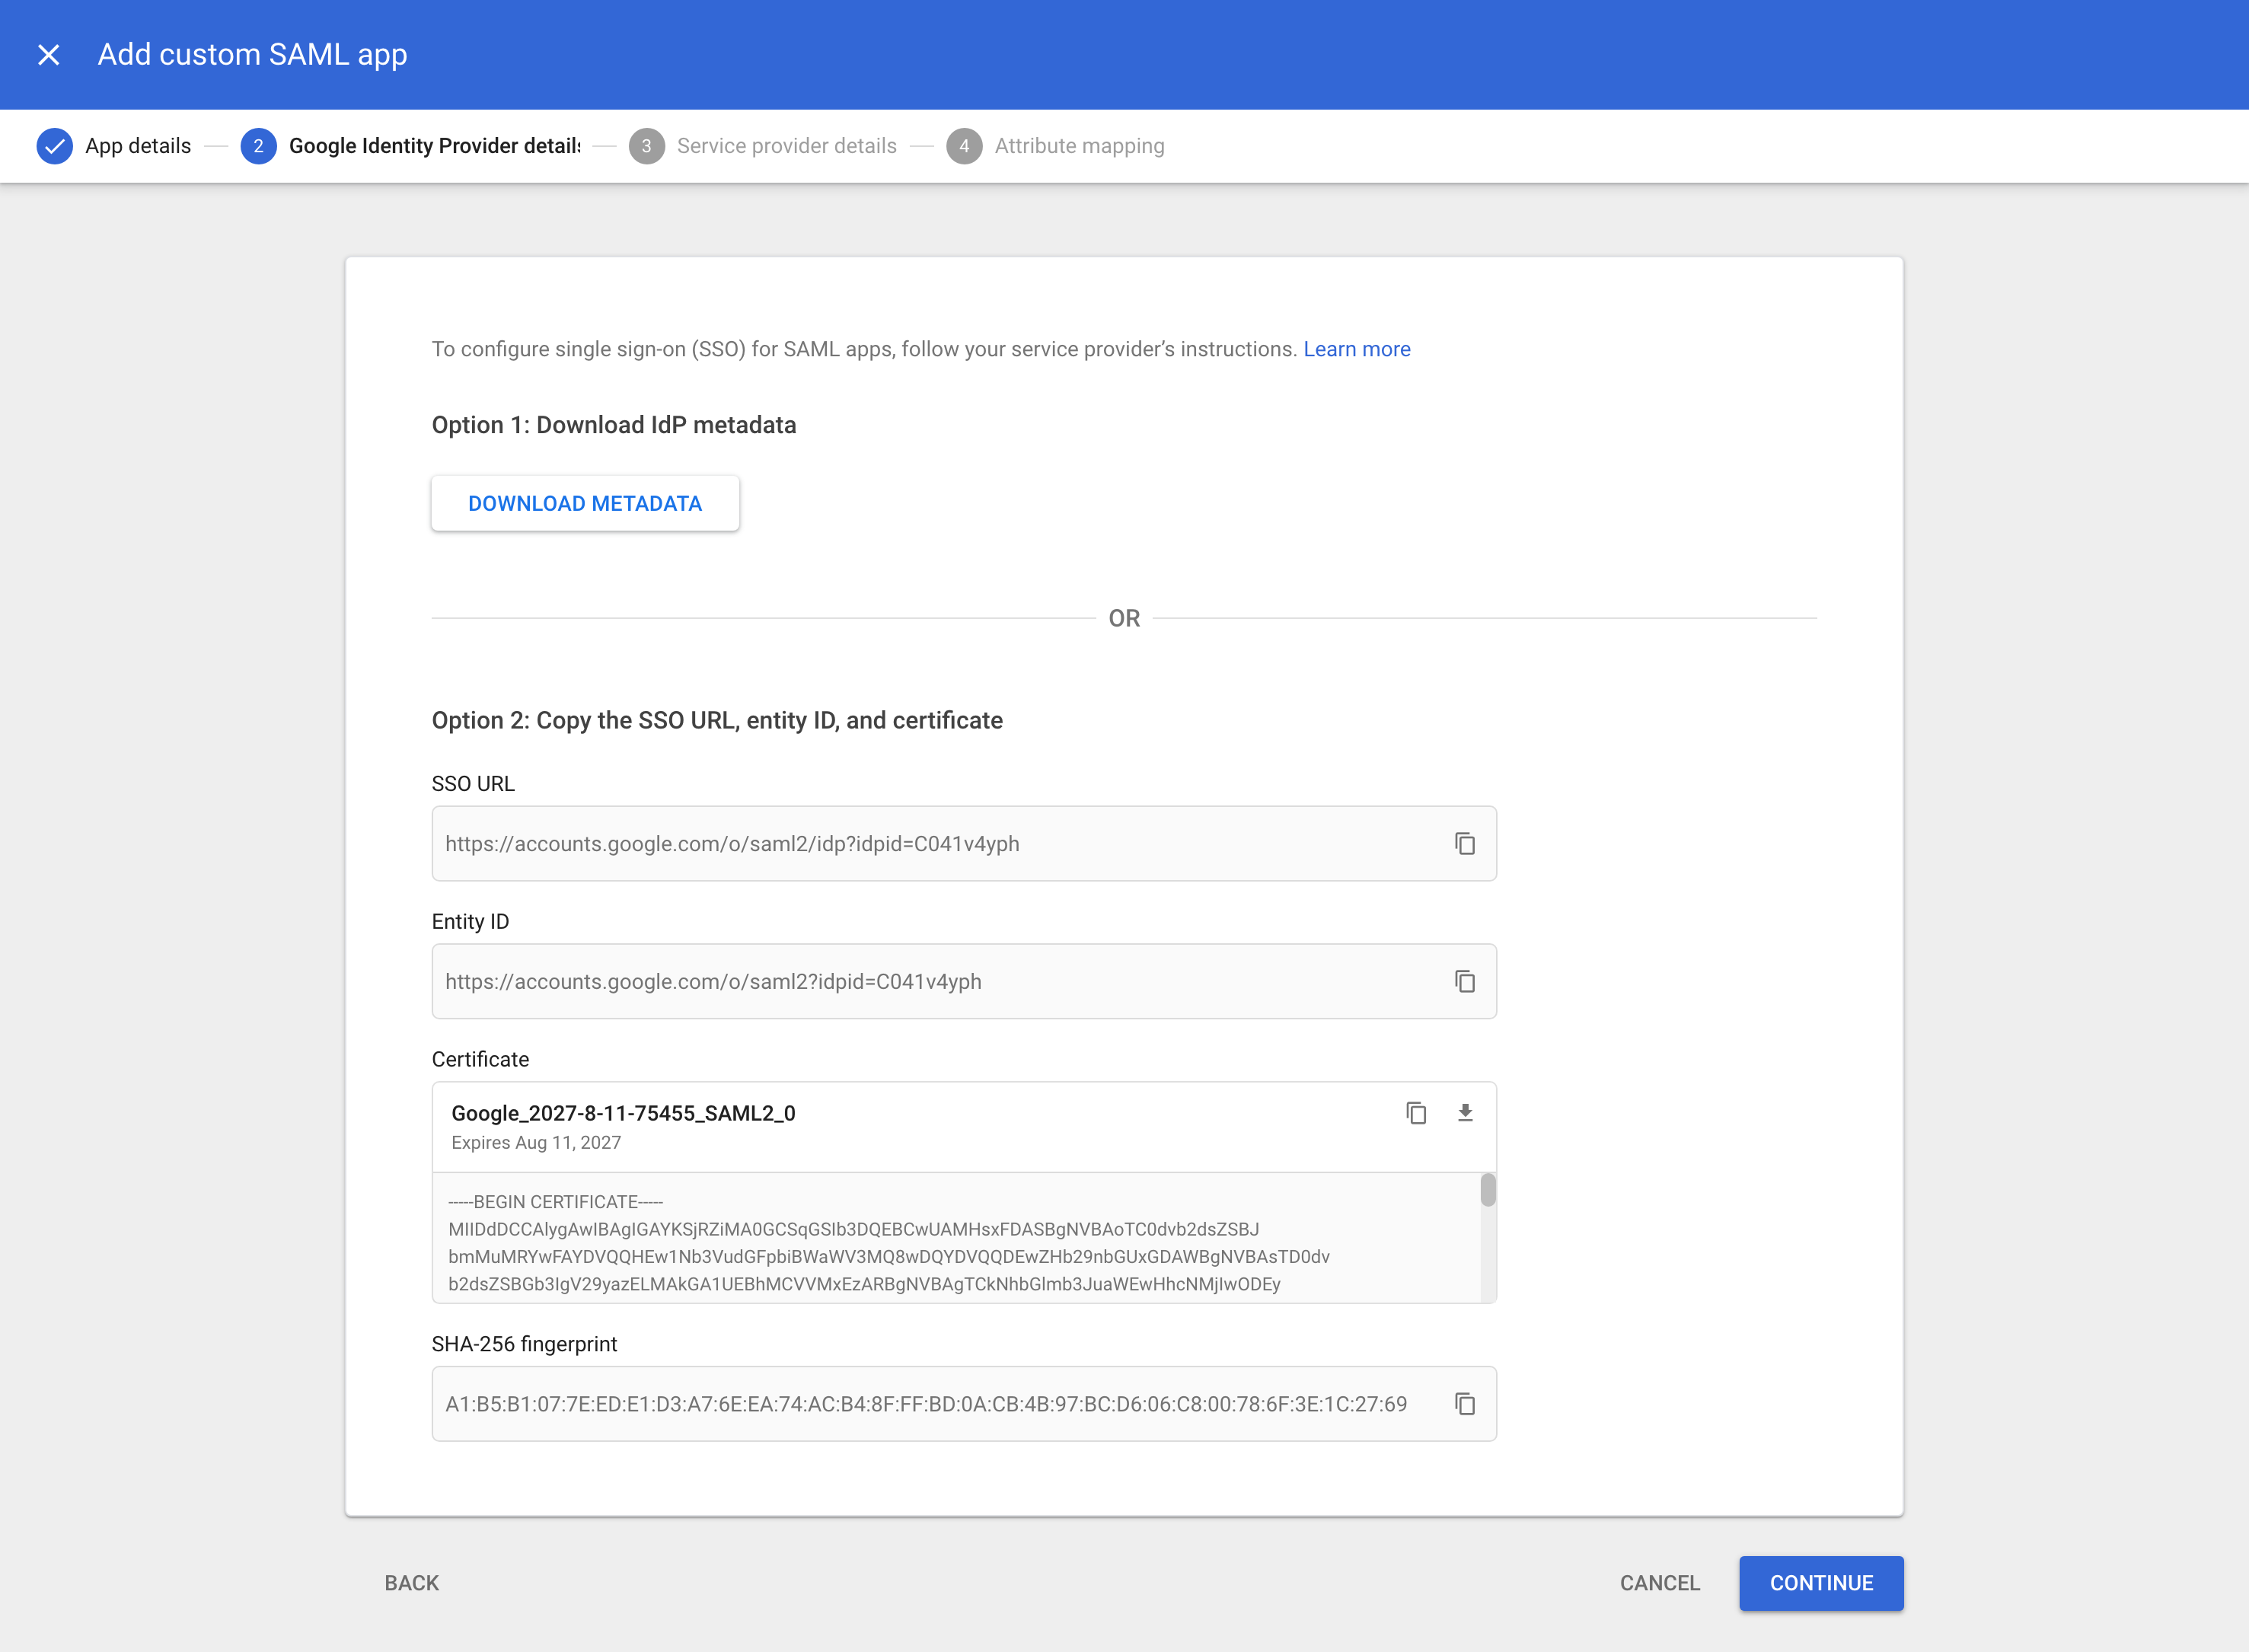 Add custom SAML app
App details
2 Google Identity Provider details
3 Service provider details
4 Attribute mapping
To configure single sign-on (SSO) for SAML apps, follow your service provider’s instructions. Learn more
Option 1: Download IdP metadata
DOWNLOAD METADATA
OR
Option 2: Copy the SSO URL, entity ID, and certificate
SSO URL
https://accounts.google.com/o/saml2/idp?idpid=C041v4yph
Entity ID
https://accounts.google.com/o/saml2?idpid=C041v4yph
Certificate
Google_2027-8-11-75455_SAML2_0
Expires Aug 11, 2027
-----BEGIN CERTIFICATE-----
MIIDdDCCAlygAwIBAgIGAYKSjRZiMA0GCSqGSIb3DQEBCwUAMHsxFDASBgNVBAoTC0dvb2dsZSBJ
bmMuMRYwFAYDVQQHEw1Nb3VudGFpbiBWaWV3MQ8wDQYDVQQDEwZHb29nbGUxGDAWBgNVBAsTD0dv
b2dsZSBGb3IgV29yazELMAkGA1UEBhMCVVMxEzARBgNVBAgTCkNhbGlmb3JuaWEwHhcNMjIwODEy
SHA-256 fingerprint
A1:B5:B1:07:7E:ED:E1:D3:A7:6E:EA:74:AC:B4:8F:FF:BD:0A:CB:4B:97:BC:D6:06:C8:00:78:6F:3E:1C:27:69
BACK
CANCEL
CONTINUE